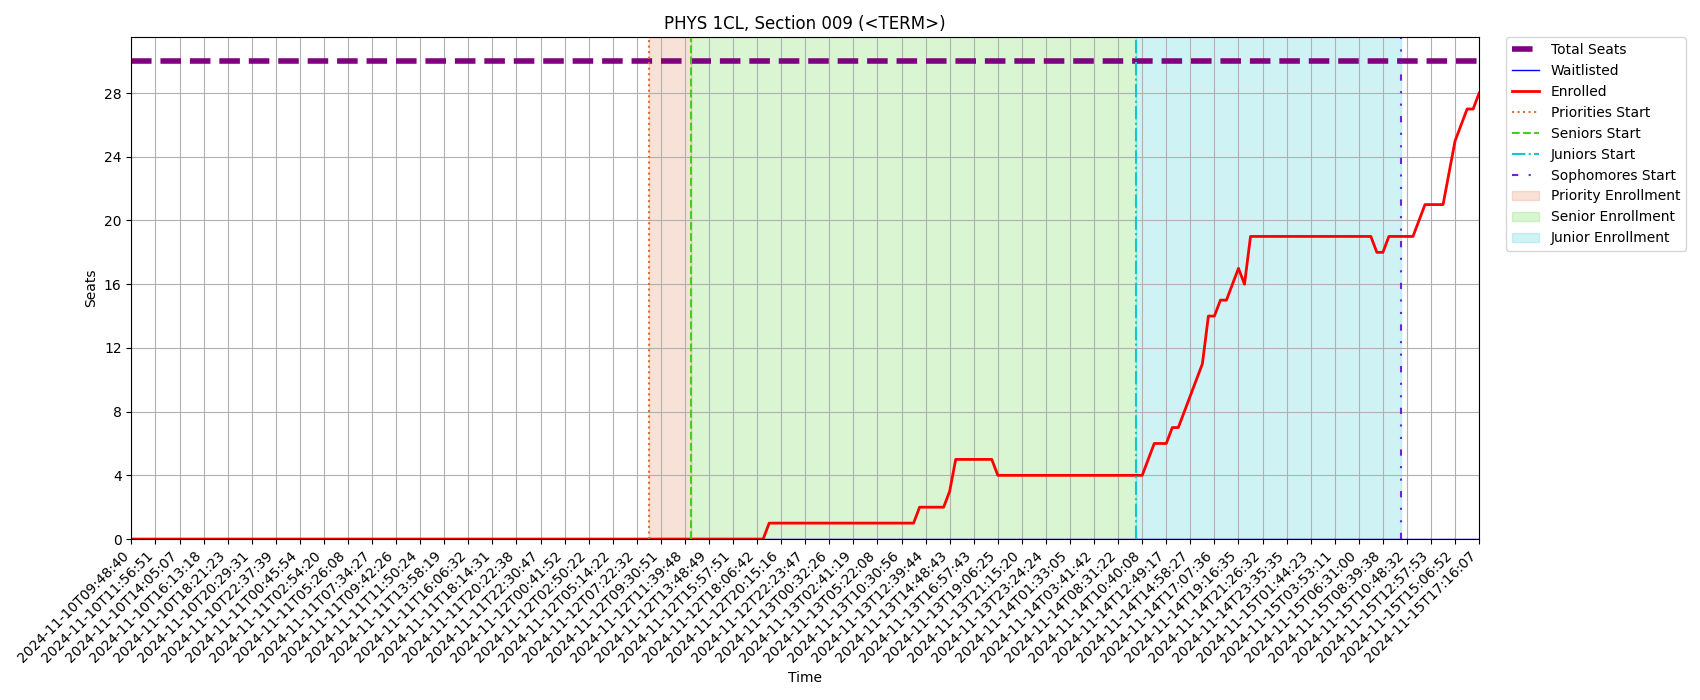 PHYS 1CL, Section 009 (<TERM>)
Total Seats
Waitlisted
Enrolled
Priorities Start
Seniors Start
Juniors Start
Sophomores Start
Priority Enrollment
Senior Enrollment
Junior Enrollment
Seats
28
24
20
16
12
8
4
0
2024-11-10T09:48:40
2024-11-10T11:56:51
2024-11-10T14:05:07
2024-11-10T16:13:18
2024-11-10T18:21:23
2024-11-10T20:29:31
2024-11-10T22:37:39
2024-11-11T00:45:54
2024-11-11T02:54:20
2024-11-11T05:26:08
2024-11-11T07:34:27
2024-11-11T09:42:26
2024-11-11T11:50:24
2024-11-11T13:58:19
2024-11-11T16:06:32
2024-11-11T18:14:31
2024-11-11T20:22:38
2024-11-11T22:30:47
2024-11-12T00:41:52
2024-11-12T02:50:22
2024-11-12T05:14:22
2024-11-12T07:22:32
2024-11-12T09:30:51
2024-11-12T11:39:48
2024-11-12T13:48:49
2024-11-12T15:57:51
2024-11-12T18:06:42
2024-11-12T20:15:16
2024-11-12T22:23:47
2024-11-13T00:32:26
2024-11-13T02:41:19
2024-11-13T05:22:08
2024-11-13T10:30:56
2024-11-13T12:39:44
2024-11-13T14:48:43
2024-11-13T16:57:43
2024-11-13T19:06:25
2024-11-13T21:15:20
2024-11-13T23:24:24
2024-11-14T01:33:05
2024-11-14T03:41:42
2024-11-14T08:31:22
2024-11-14T10:40:08
2024-11-14T12:49:17
2024-11-14T14:58:27
2024-11-14T17:07:36
2024-11-14T19:16:35
2024-11-14T21:26:32
2024-11-14T23:35:35
2024-11-15T01:44:23
2024-11-15T03:53:11
2024-11-15T06:31:00
2024-11-15T08:39:38
2024-11-15T10:48:32
2024-11-15T12:57:53
2024-11-15T15:06:52
2024-11-15T17:16:07
Time